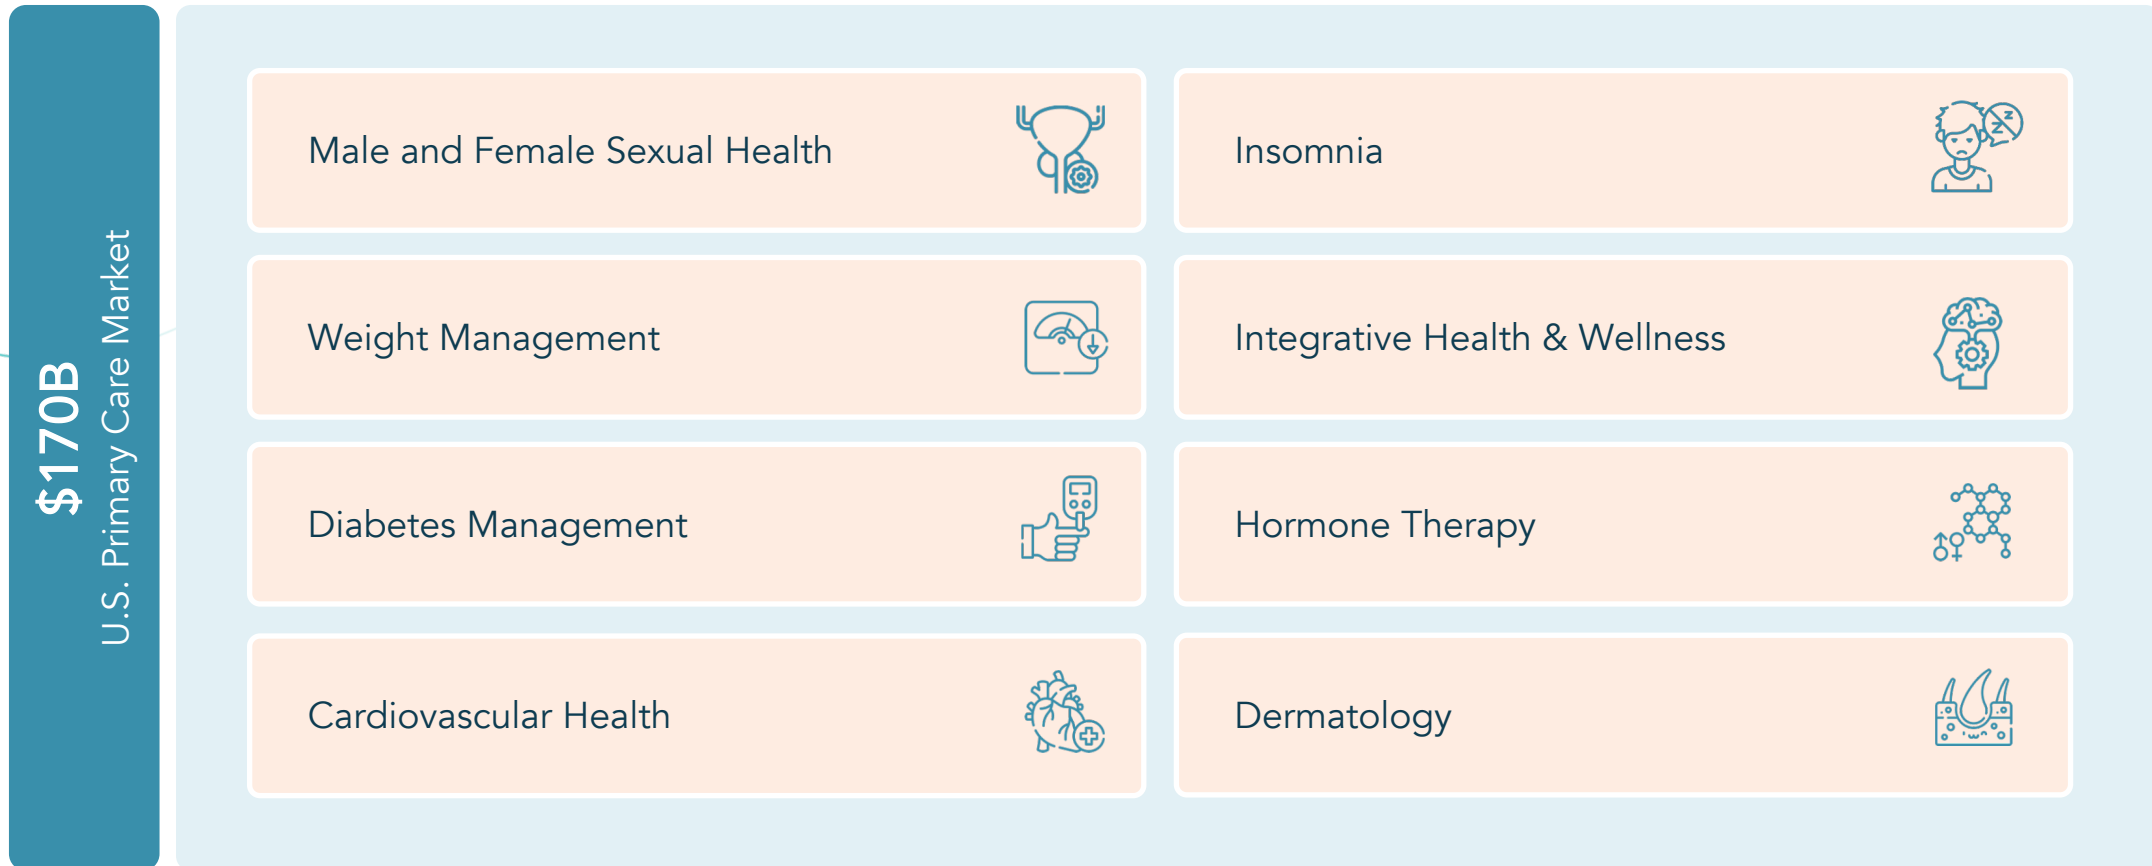 $170B
U.S. Primary Care Market
Male and Female Sexual Health
Insomnia
Weight Management
Integrative Health & Wellness
Diabetes Management
Hormone Therapy
Cardiovascular Health
Dermatology